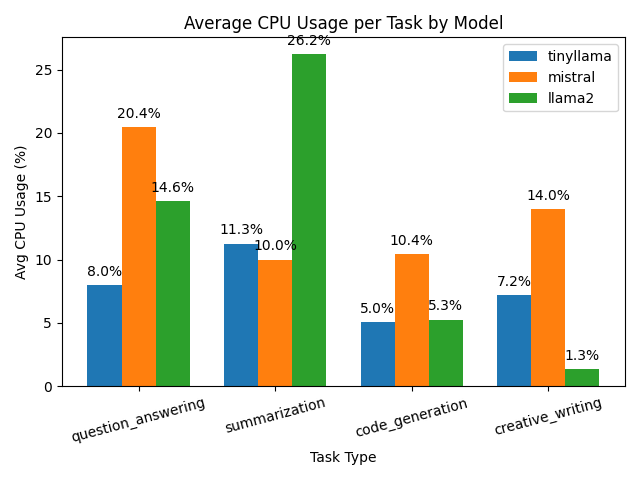 Average CPU Usage per Task by Model
tinyllama
mistral
llama2
Avg CPU Usage (%)
25
20
15
10
5
0
8.0%
20.4%
14.6%
11.3%
10.0%
26.2%
5.0%
10.4%
5.3%
7.2%
14.0%
1.3%
question_answering
summarization
code_generation
creative_writing
Task Type